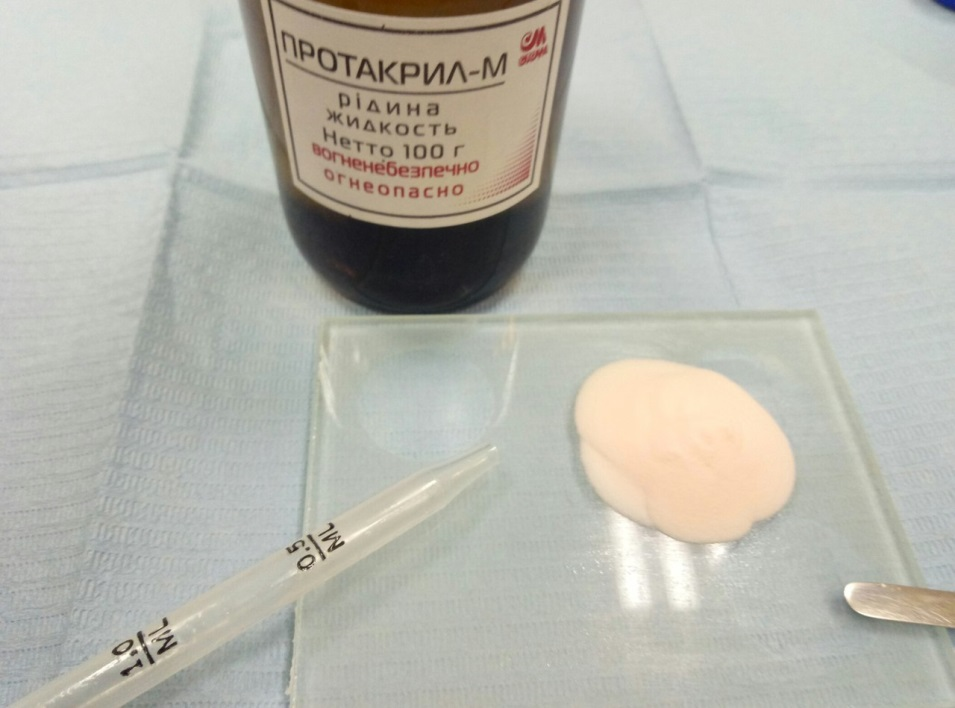 ПРОТАКРИЛ-М
рідина
жидкость
Нетто 100 г
вогненебезпечно
огнеопасно
0.5
ML
1.0
ML